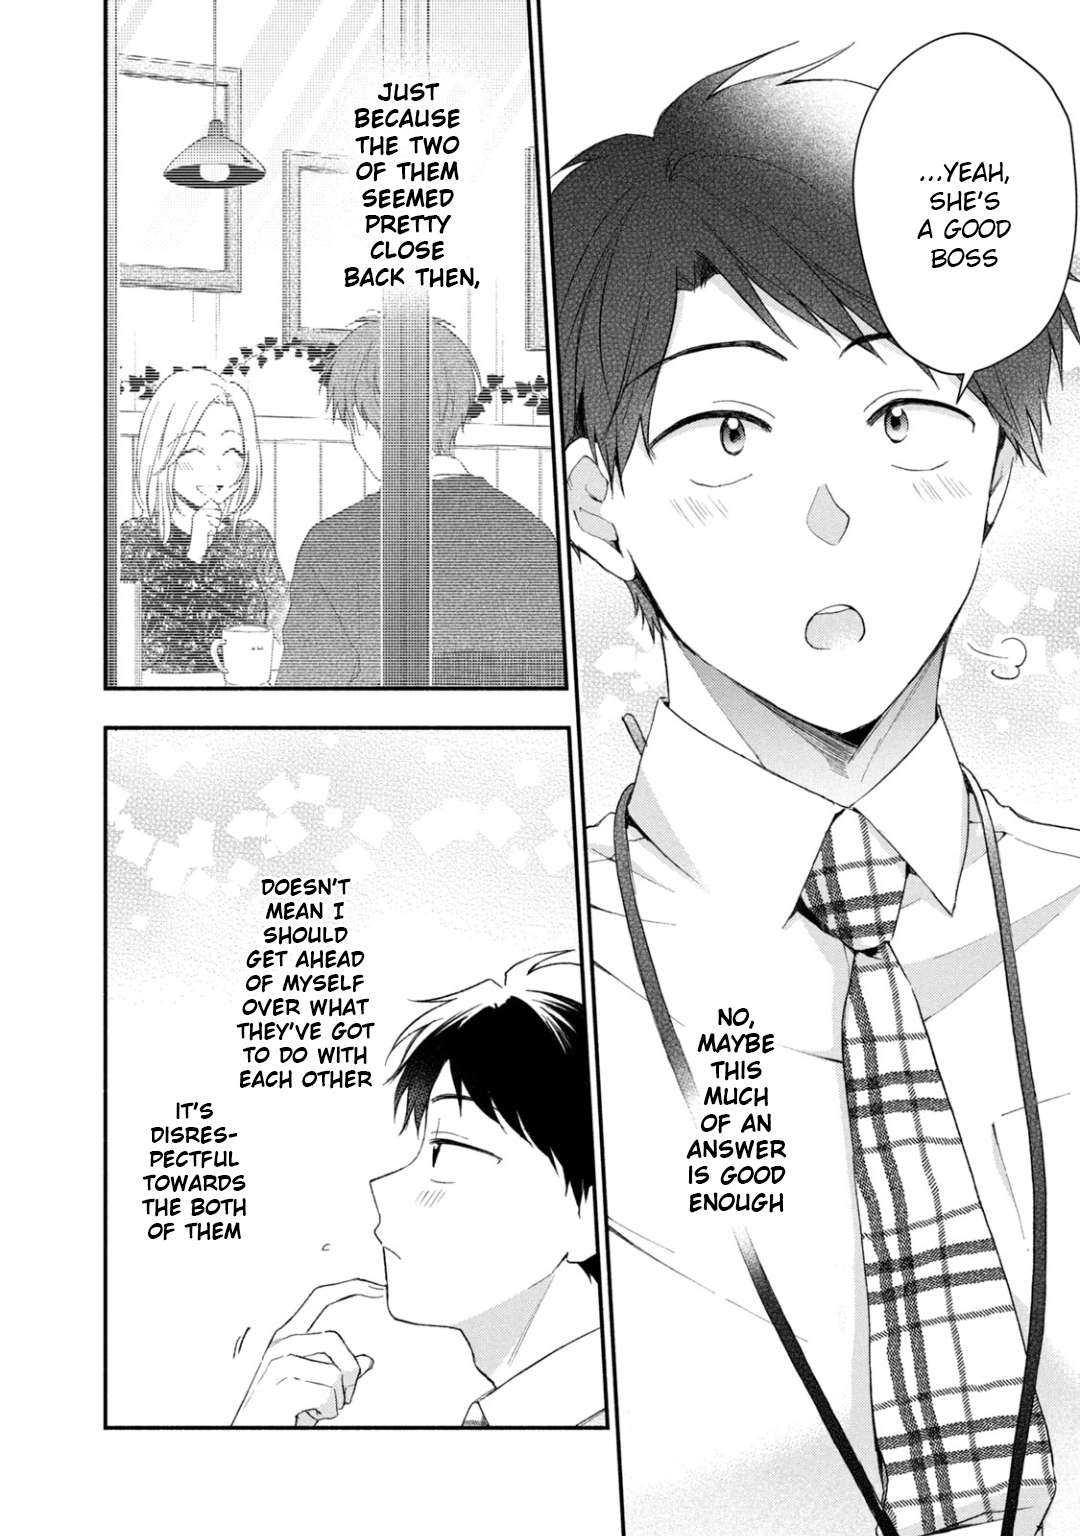 ...YEAH,
SHE'S
A GOOD
BOSS
NO,
MAYBE
THIS
MUCH
OF AN
ANSWER
IS GOOD
ENOUGH
JUST
BECAUSE
THE TWO
OF THEM
SEEMED
PRETTY
CLOSE
BACK THEN,
DOESN'T
MEAN I
SHOULD
GET AHEAD
OF MYSELF
OVER WHAT
THEY'VE GOT
TO DO WITH
EACH OTHER
IT'S
DISRES-
PECTFUL
TOWARDS
THE BOTH
OF THEM